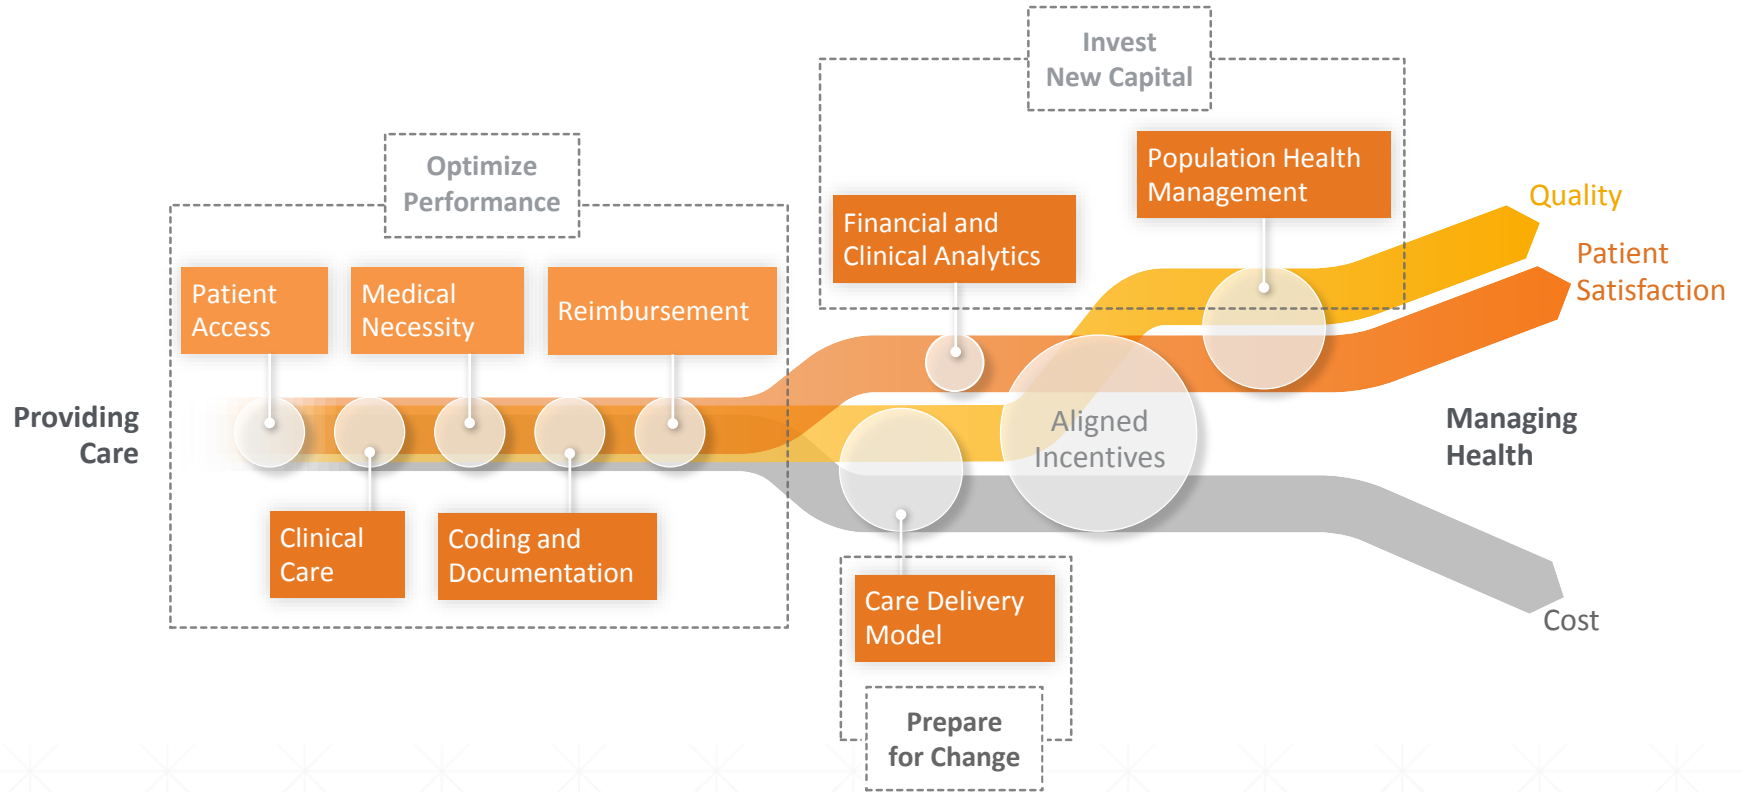 Invest
New Capital
Optimize
Performance
Population Health
Management
Quality
Financial and
Clinical Analytics
Patient
Satisfaction
Patient
Access
Medical
Necessity
Reimbursement
Providing
Care
Aligned
Incentives
Managing
Health
Clinical
Care
Coding and
Documentation
Care Delivery
Model
Cost
Prepare
for Change